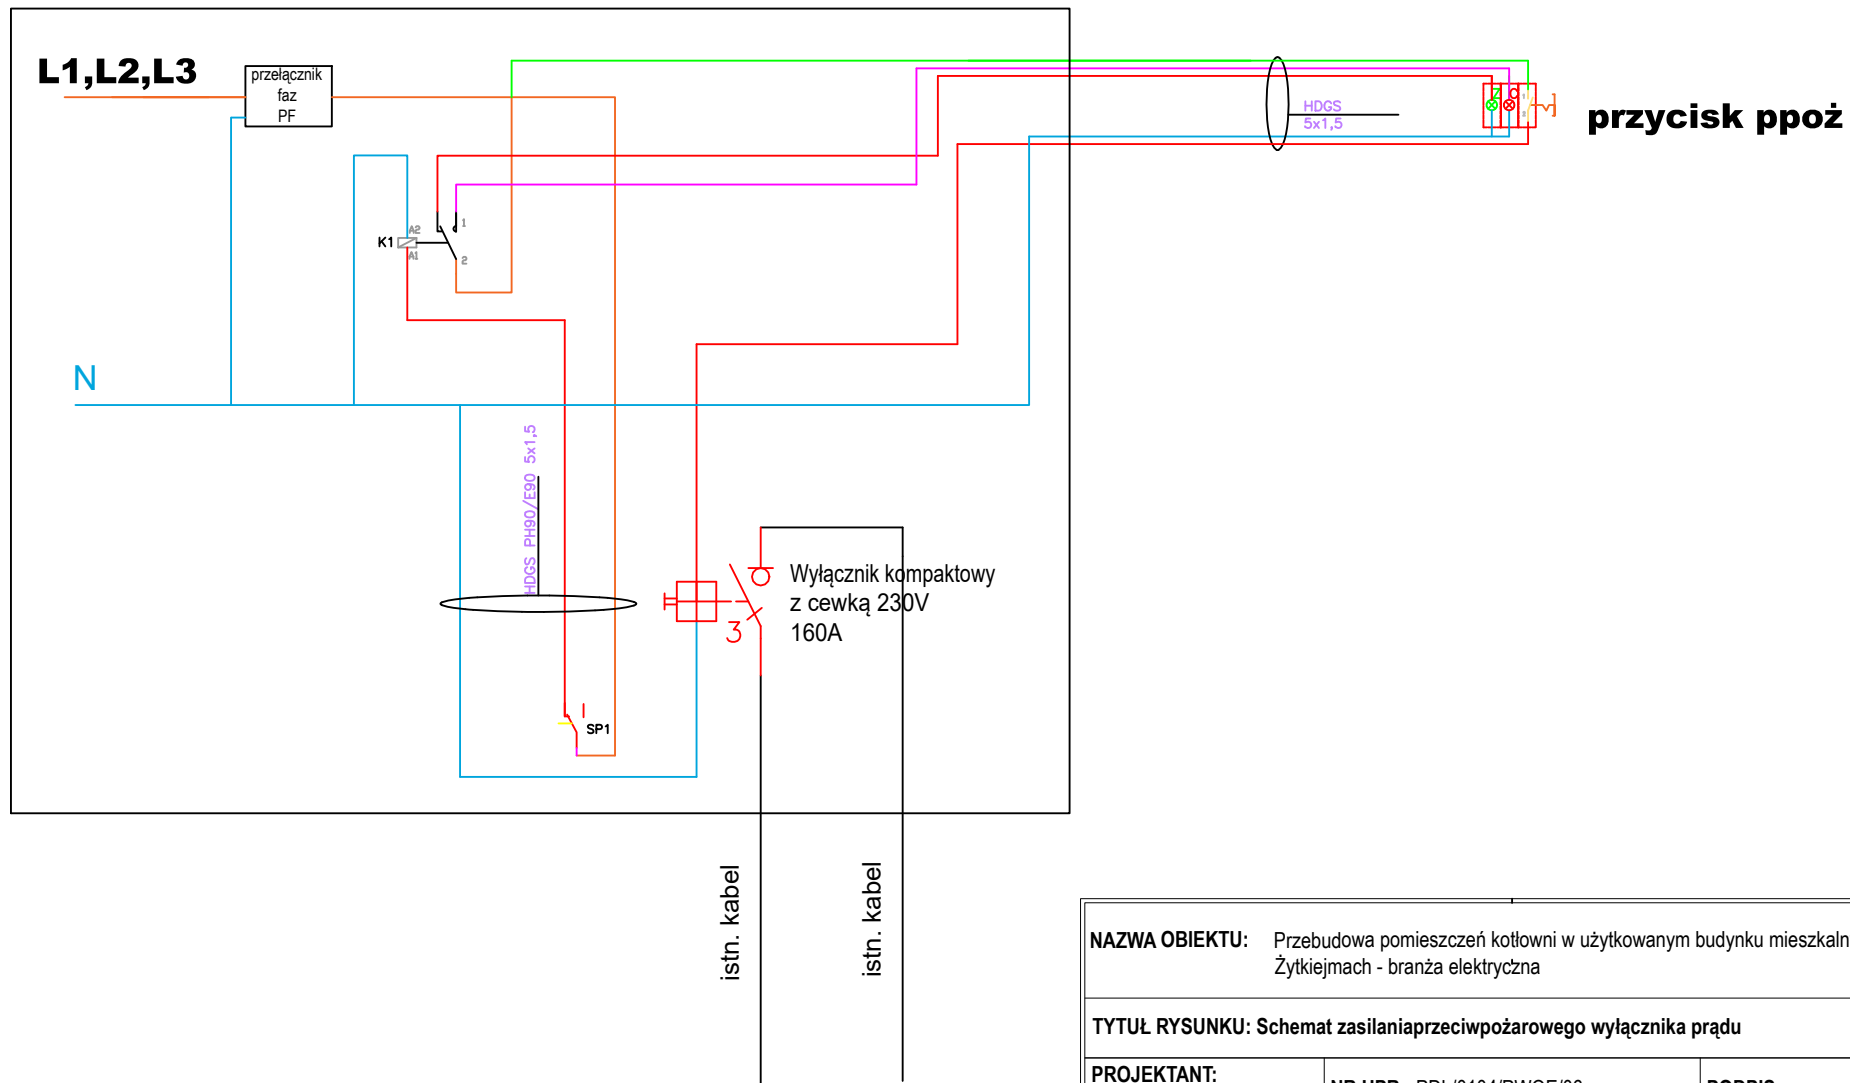 L1,L2,L3
przełącznik
faz
PF
HDGS
5x1,5
Z
C
przycisk ppoż
A2
K1
A1
1
2
N
HDGS PH90/E90 5x1,5
Wyłącznik kompaktowy
z cewką 230V
160A
3
SP1
istn. kabel
istn. kabel
NAZWA OBIEKTU: Przebudowa pomieszczeń kotłowni w użytkowanym budynku mieszkaln
Żytkiejmach - branża elektryczna
TYTUŁ RYSUNKU: Schemat zasilaniaprzeciwpożarowego wyłącznika prądu
PROJEKTANT: